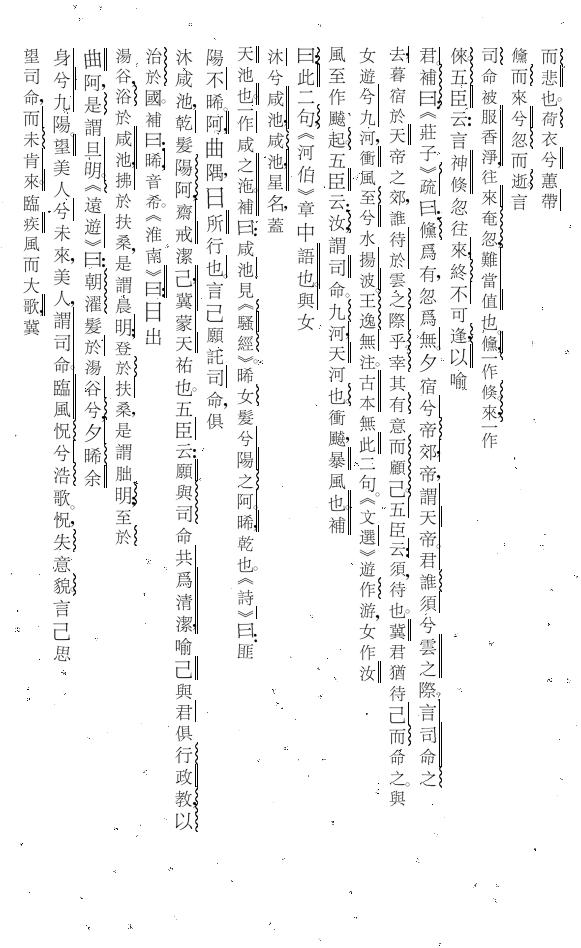 而悲也。荷衣兮蕙帶
儵而來兮忽而逝言
司命被服香淨，往來奄忽，難當值也。儵，一作倏。來，一作
倈。五臣云：言神倏忽往來，終不可逢，以喻
君。補曰：《莊子》疏曰：儵爲有，忽爲無。夕宿兮帝郊，帝，謂天帝。君誰須兮雲之際。言司命之
去，暮宿於天帝之郊，誰待於雲之際乎？幸其有意而顧己。五臣云：須，待也。冀君猶待己而命之。與
女遊兮九河，衝風至兮水揚波。王逸無注。古本無此二句。《文選》遊作游，女作汝，
風至作飈起。五臣云：汝，謂司命。九河，天河也。衝飈，暴風也。補
曰：此二句，《河伯》章中語也。與女
沐兮咸池，咸池，星名，蓋
天池也。一作咸之沲。補曰：咸池見《騷經》。晞女髮兮陽之阿。晞，乾也。《詩》曰：匪
陽不晞。阿，曲隅，日所行也。言己願託司命，俱
沐咸池，乾髮陽阿，齋戒潔己，冀蒙天祐也。五臣云：願與司命共爲清潔，喻己與君俱行政教，以
治於國。補曰：晞，音希。《淮南》曰：日出
湯谷，浴於咸池，拂於扶桑，是謂晨明，登於扶桑，是謂朏明，至於
曲阿，是謂旦明。《遠遊》曰：朝濯髮於湯谷兮，夕晞余
身兮九陽。望美人兮未來，美人，謂司命。臨風怳兮浩歌。怳，失意貌。言己思
望司命，而未肯來，臨疾風而大歌，冀